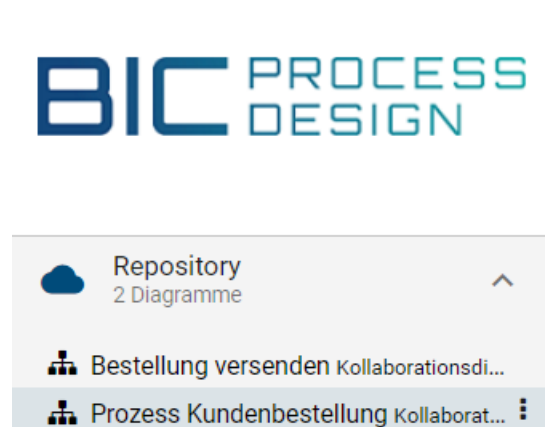 BIC PROCESS
DESIGN
Repository
2 Diagramme
Bestellung versenden Kollaborationsdi...
Prozess Kundenbestellung Kollaborat...